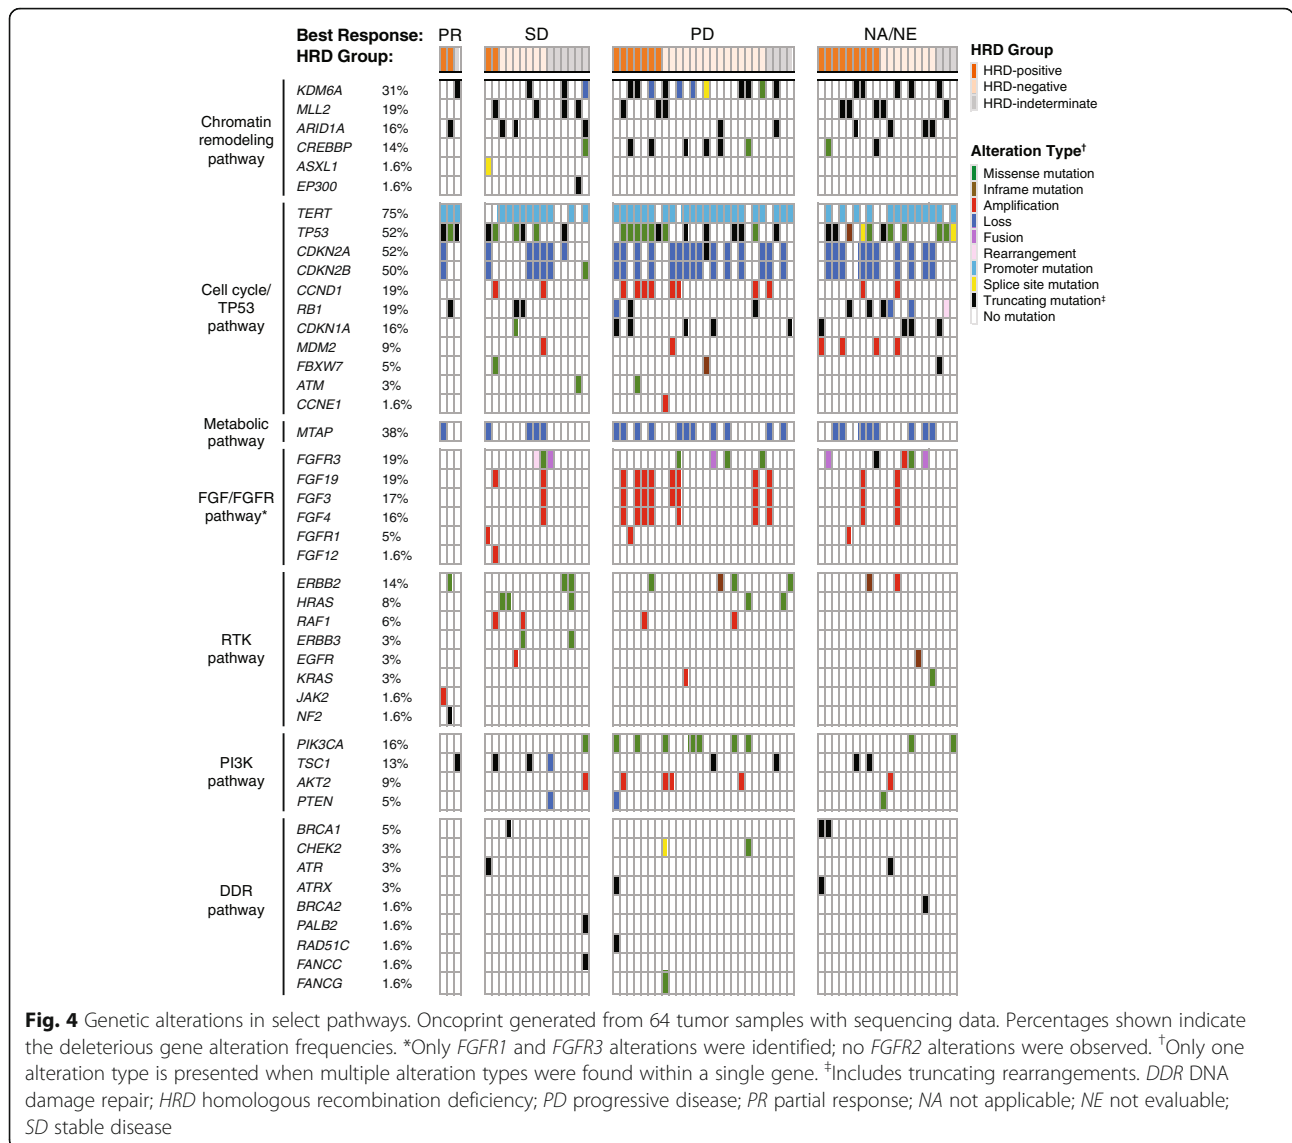 Best Response: PR SD PD NA/NE
HRD Group:
HRD Group
HRD-positive
HRD-negative
HRD-indeterminate
Alteration Type†
Missense mutation
Inframe mutation
Amplification
Loss
Fusion
Rearrangement
Promoter mutation
Splice site mutation
Truncating mutation‡
No mutation
Chromatin
remodeling
pathway
KDM6A 31%
MLL2 19%
ARID1A 16%
CREBBP 14%
ASXL1 1.6%
EP300 1.6%
Cell cycle/
TP53
pathway
TERT 75%
TP53 52%
CDKN2A 52%
CDKN2B 50%
CCND1 19%
RB1 19%
CDKN1A 16%
MDM2 9%
FBXW7 5%
ATM 3%
CCNE1 1.6%
Metabolic
pathway
MTAP 38%
FGF/FGFR
pathway*
FGFR3 19%
FGF19 19%
FGF3 17%
FGF4 16%
FGFR1 5%
FGF12 1.6%
RTK
pathway
ERBB2 14%
HRAS 8%
RAF1 6%
ERBB3 3%
EGFR 3%
KRAS 3%
JAK2 1.6%
NF2 1.6%
PI3K
pathway
PIK3CA 16%
TSC1 13%
AKT2 9%
PTEN 5%
DDR
pathway
BRCA1 5%
CHEK2 3%
ATR 3%
ATRX 3%
BRCA2 1.6%
PALB2 1.6%
RAD51C 1.6%
FANCC 1.6%
FANCG 1.6%
Fig. 4 Genetic alterations in select pathways. Oncoprint generated from 64 tumor samples with sequencing data. Percentages shown indicate
the deleterious gene alteration frequencies. *Only FGFR1 and FGFR3 alterations were identified; no FGFR2 alterations were observed. †Only one
alteration type is presented when multiple alteration types were found within a single gene. ‡Includes truncating rearrangements. DDR DNA
damage repair; HRD homologous recombination deficiency; PD progressive disease; PR partial response; NA not applicable; NE not evaluable;
SD stable disease